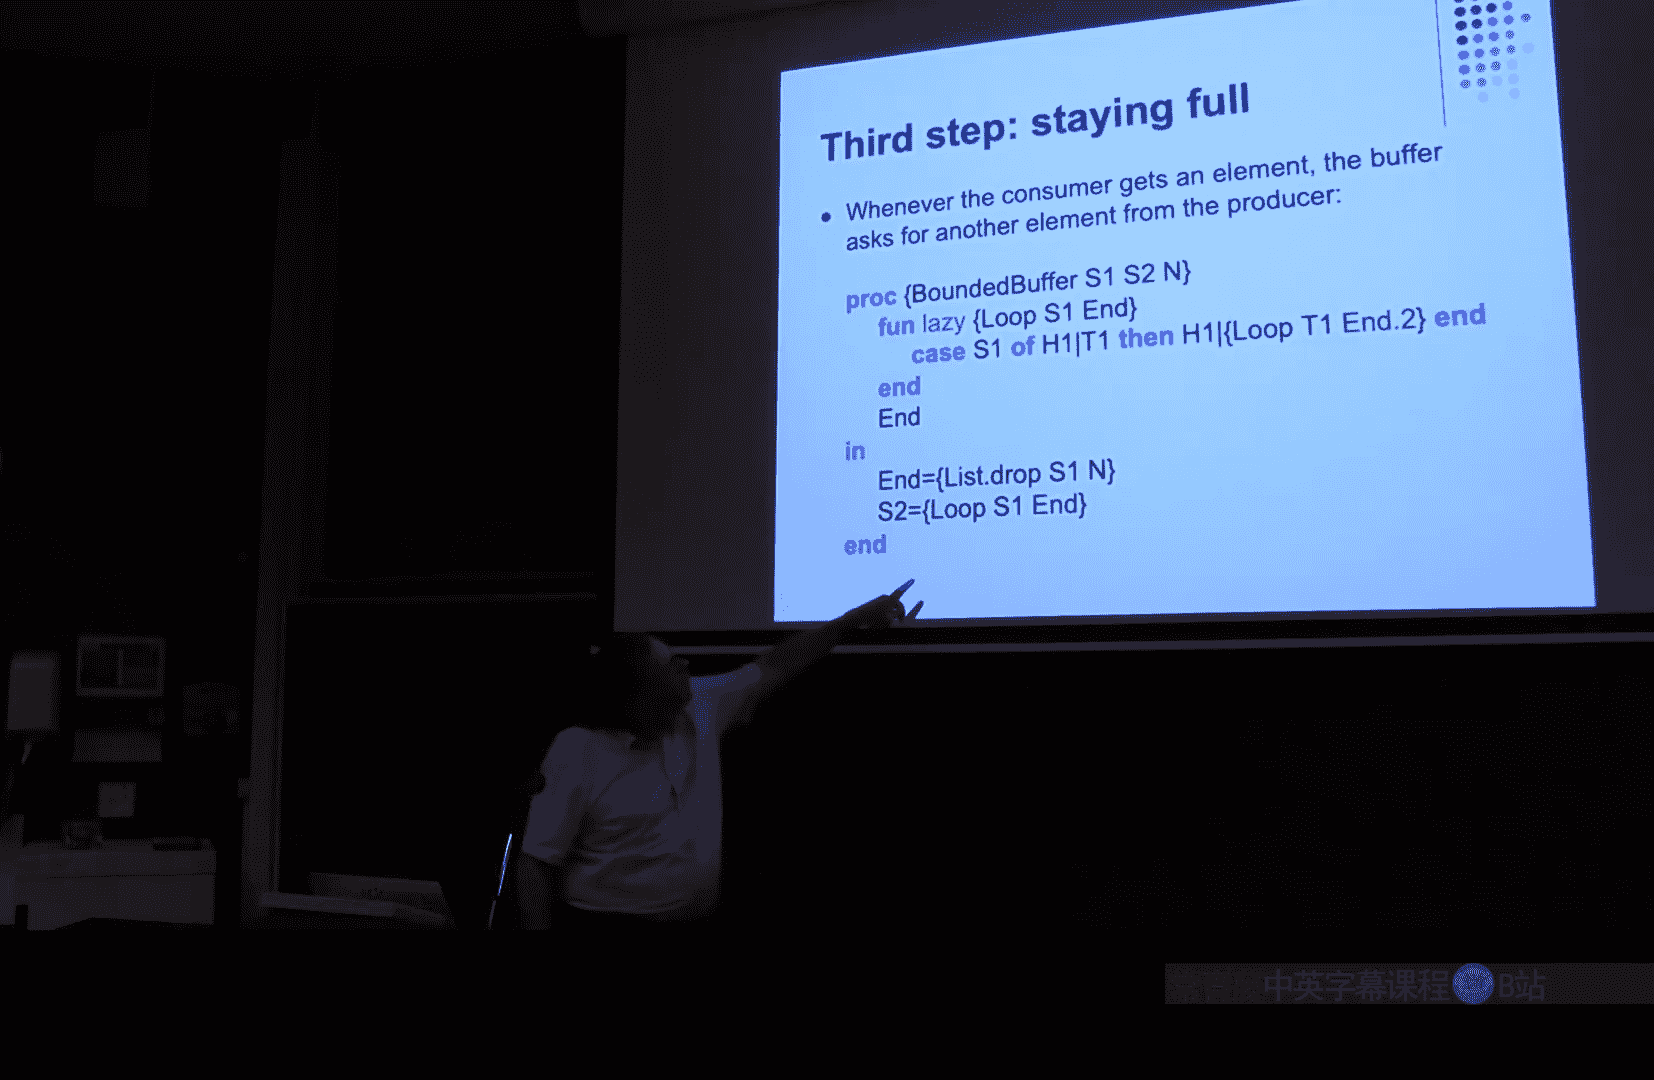 Third step: staying full
• Whenever the consumer gets an element, the buffer
asks for another element from the producer:
proc {BoundedBuffer S1 S2 N}
fun lazy {Loop S1 End}
case S1 of H1|T1 then H1|{Loop T1 End.2} end
end
End
in
End={List.drop S1 N}
S2={Loop S1 End}
end
中英字幕课程 B站